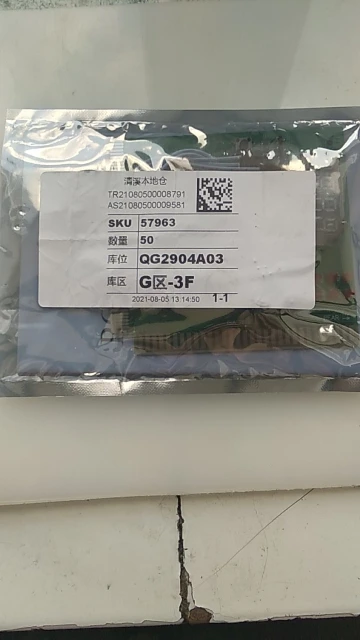 清溪本地仓
TR21080500008791
AS21080500009581
SKU 57963
数量 50
库位 QG2904A03
库区 G区-3F
2021-08-05 13:14:50 1-1